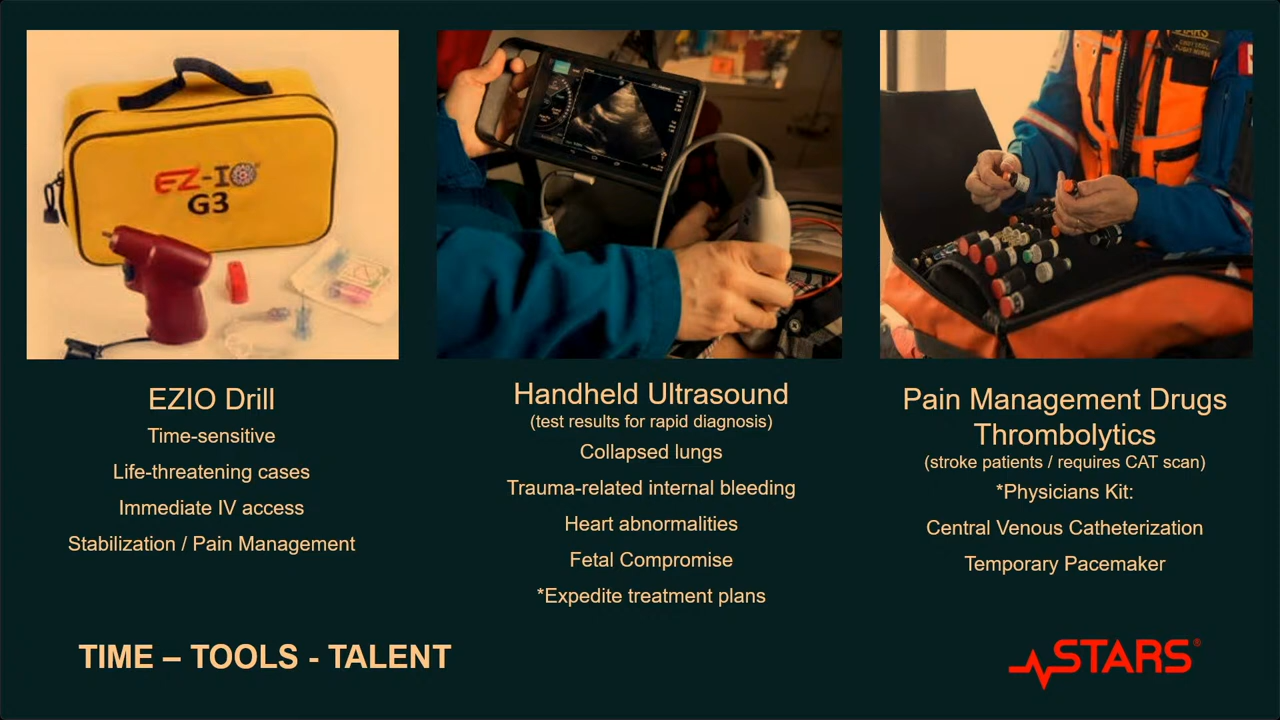 EZ-IO
G3
STARS
EZIO Drill
Time-sensitive
Life-threatening cases
Immediate IV access
Stabilization / Pain Management
Handheld Ultrasound
(test results for rapid diagnosis)
Collapsed lungs
Trauma-related internal bleeding
Heart abnormalities
Fetal Compromise
*Expedite treatment plans
Pain Management Drugs
Thrombolytics
(stroke patients / requires CAT scan)
*Physicians Kit:
Central Venous Catheterization
Temporary Pacemaker
TIME – TOOLS - TALENT
STARS®